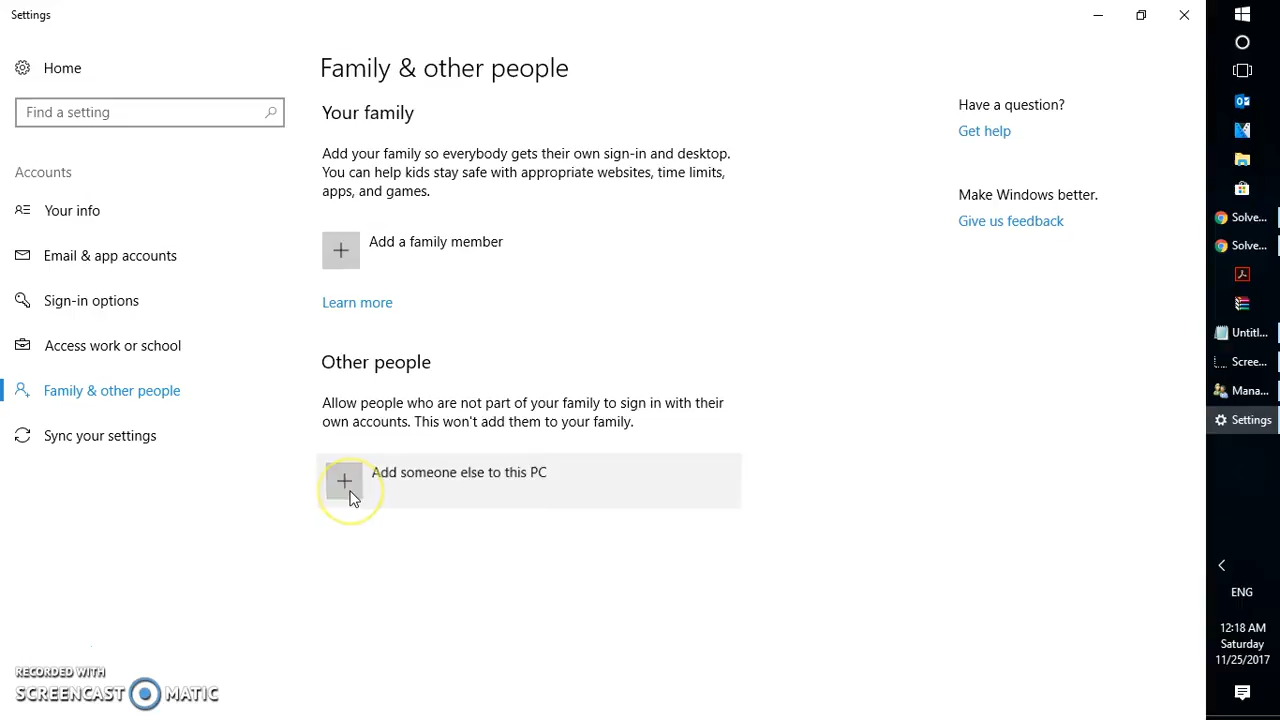 Settings
Home
Find a setting
Accounts
Your info
Email & app accounts
Sign-in options
Access work or school
Family & other people
Sync your settings
Family & other people
Your family
Add your family so everybody gets their own sign-in and desktop.
You can help kids stay safe with appropriate websites, time limits,
apps, and games.
Add a family member
Learn more
Other people
Allow people who are not part of your family to sign in with their
own accounts. This won't add them to your family.
Add someone else to this PC
Have a question?
Get help
Make Windows better.
Give us feedback
Solve...
Solve...
Untitl...
Scree...
Mana...
Settings
ENG
12:18 AM
Saturday
11/25/2017
RECORDED WITH
SCREENCAST MATIC